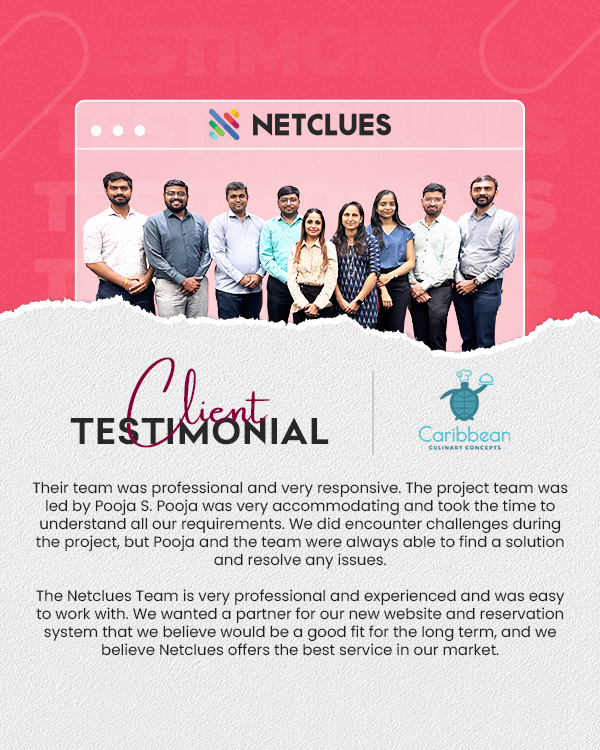 TESTIMONIALS
NETCLUES
Client
TESTIMONIAL
Caribbean
CULINARY CONCEPTS
Their team was professional and very responsive. The project team was
led by Pooja S. Pooja was very accommodating and took the time to
understand all our requirements. We did encounter challenges during
the project, but Pooja and the team were always able to find a solution
and resolve any issues.
The Netclues Team is very professional and experienced and was easy
to work with. We wanted a partner for our new website and reservation
system that we believe would be a good fit for the long term, and we
believe Netclues offers the best service in our market.